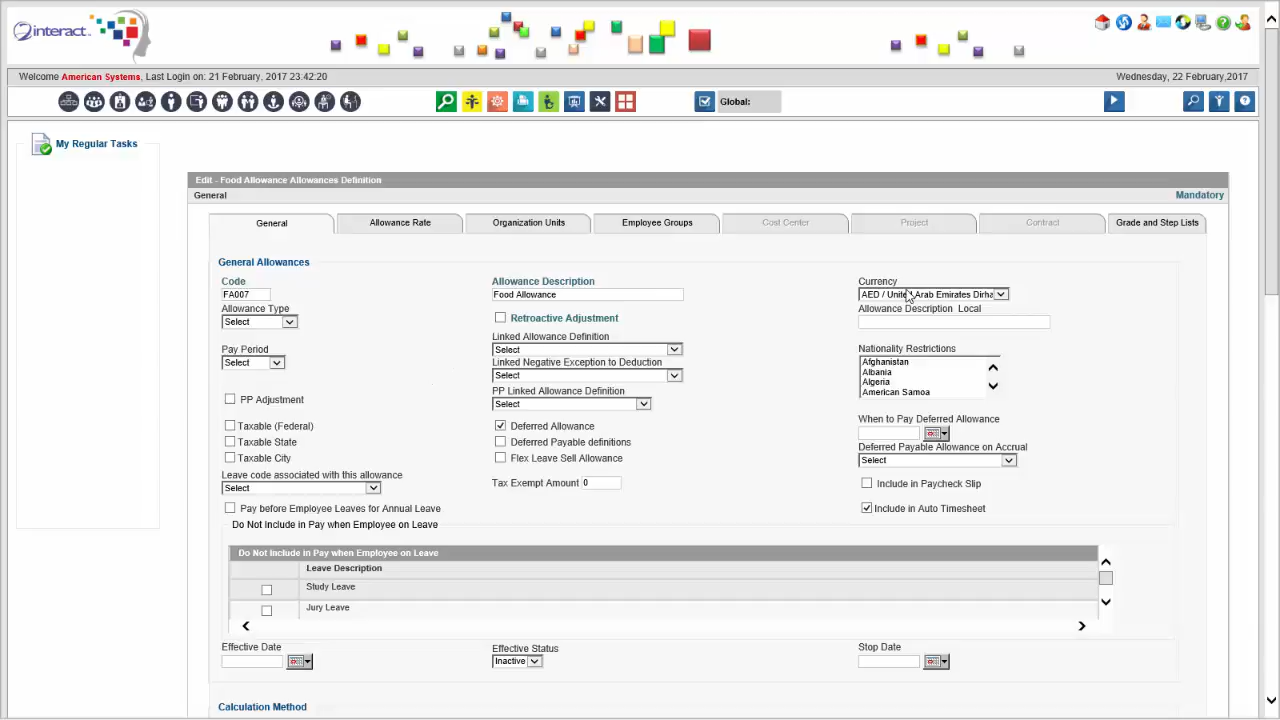 interact
Welcome American Systems, Last Login on: 21 February, 2017 23:42:20
Wednesday, 22 February,2017
Global:
My Regular Tasks
Edit - Food Allowance Allowances Definition
General
Mandatory
General
Allowance Rate
Organization Units
Employee Groups
Cost Center
Project
Contract
Grade and Step Lists
General Allowances
Code
Allowance Description
Currency
FA007
Food Allowance
AED / United Arab Emirates Dirha
Allowance Type
Allowance Description Local
Select
Retroactive Adjustment
Linked Allowance Definition
Pay Period
Select
Nationality Restrictions
Select
Linked Negative Exception to Deduction
Afghanistan
Select
Albania
Algeria
PP Linked Allowance Definition
American Samoa
PP Adjustment
Select
When to Pay Deferred Allowance
Taxable (Federal)
Deferred Allowance
Taxable State
Deferred Payable definitions
Deferred Payable Allowance on Accrual
Taxable City
Flex Leave Sell Allowance
Select
Leave code associated with this allowance
Tax Exempt Amount 0
Include in Paycheck Slip
Select
Pay before Employee Leaves for Annual Leave
Include in Auto Timesheet
Do Not Include in Pay when Employee on Leave
Do Not Include in Pay when Employee on Leave
Leave Description
Study Leave
Jury Leave
Effective Date
Effective Status
Stop Date
Inactive
Calculation Method